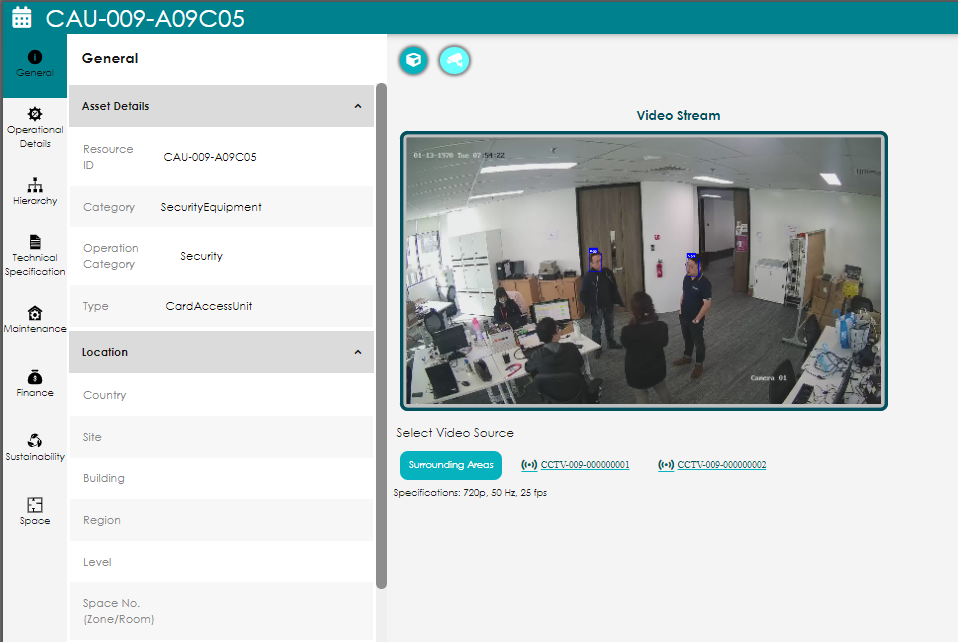 CAU-009-A09C05
General
Operational
Details
Hierarchy
Technical
Specification
Maintenance
Finance
Sustainability
Space
General
Asset Details
Resource
ID
CAU-009-A09C05
Category
SecurityEquipment
Operation
Category
Security
Type
CardAccessUnit
Location
Country
Site
Building
Region
Level
Space No.
(Zone/Room)
Video Stream
01-13-1970 Tue 07:54:22
Camera 01
Select Video Source
Surrounding Areas
CCTV-009-000000001
CCTV-009-000000002
Specifications: 720p, 50 Hz, 25 fps